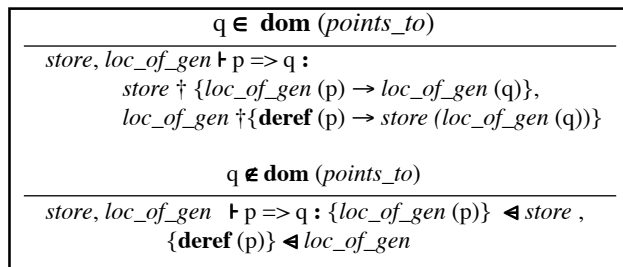 q ∈ dom (points_to)
store, loc_of_gen ⊦ p => q :
store † {loc_of_gen (p) → loc_of_gen (q)},
loc_of_gen †{deref (p) → store (loc_of_gen (q))}
q ∉ dom (points_to)
store, loc_of_gen ⊦ p => q : {loc_of_gen (p)} ⩤ store ,
{deref (p)} ⩤ loc_of_gen